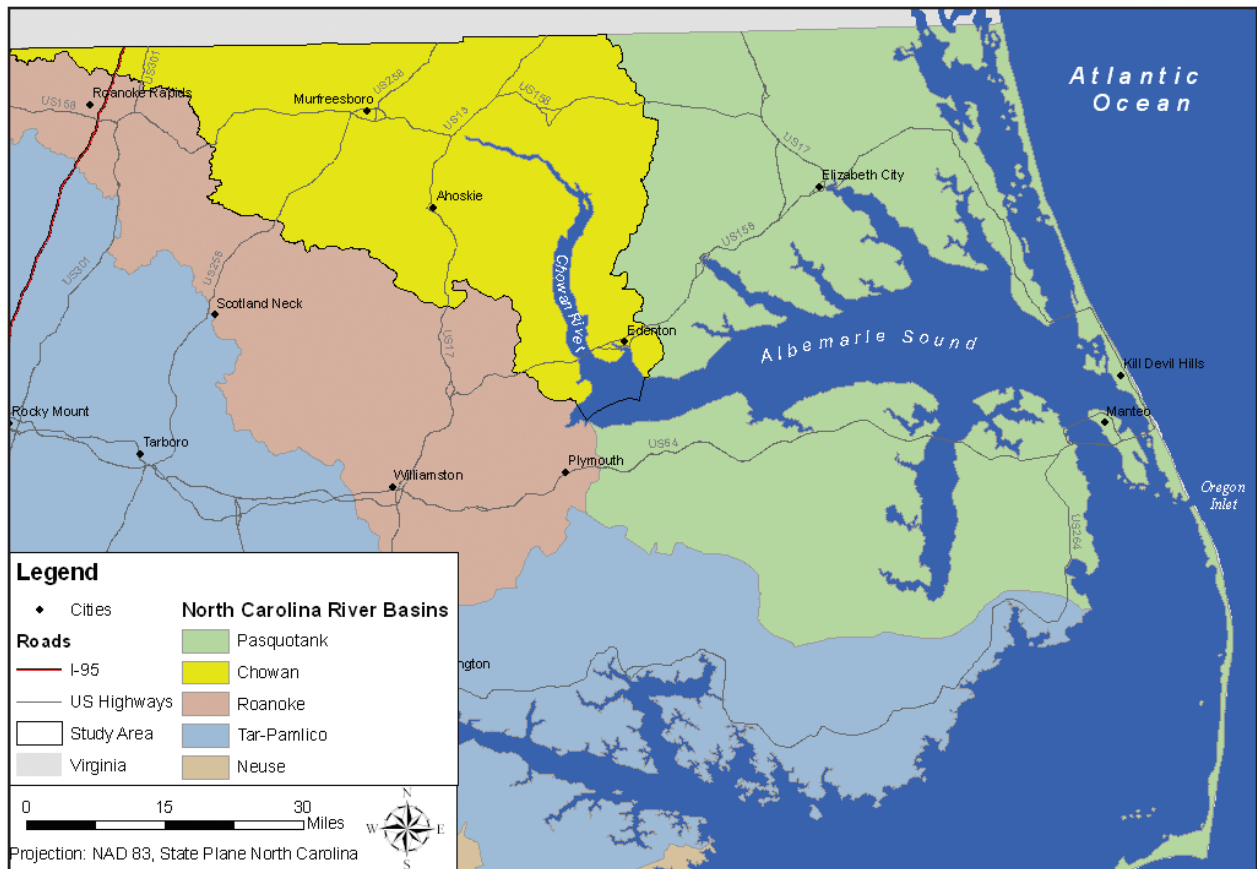 Atlantic
Ocean
US301
Roanoke Rapids
US158
Murfreesboro
US258
US158
US13
US17
Elizabeth City
Ahoskie
US158
US301
US258
Chowan River
Scotland Neck
US17
Edenton
Albemarle Sound
Kill Devil Hills
Rocky Mount
Manteo
Tarboro
US64
Plymouth
Williamston
Oregon
Inlet
US264
ington
Legend
Cities
Roads
I-95
US Highways
Study Area
Virginia
North Carolina River Basins
Pasquotank
Chowan
Roanoke
Tar-Pamlico
Neuse
0 15 30
Miles
N
W E
S
Projection: NAD 83, State Plane North Carolina